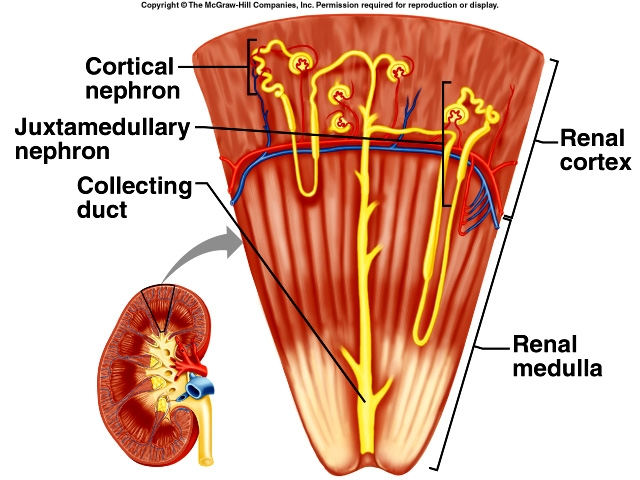 Copyright © The McGraw-Hill Companies, Inc. Permission required for reproduction or display.
Cortical
nephron
Juxtamedullary
nephron
Collecting
duct
Renal
cortex
Renal
medulla